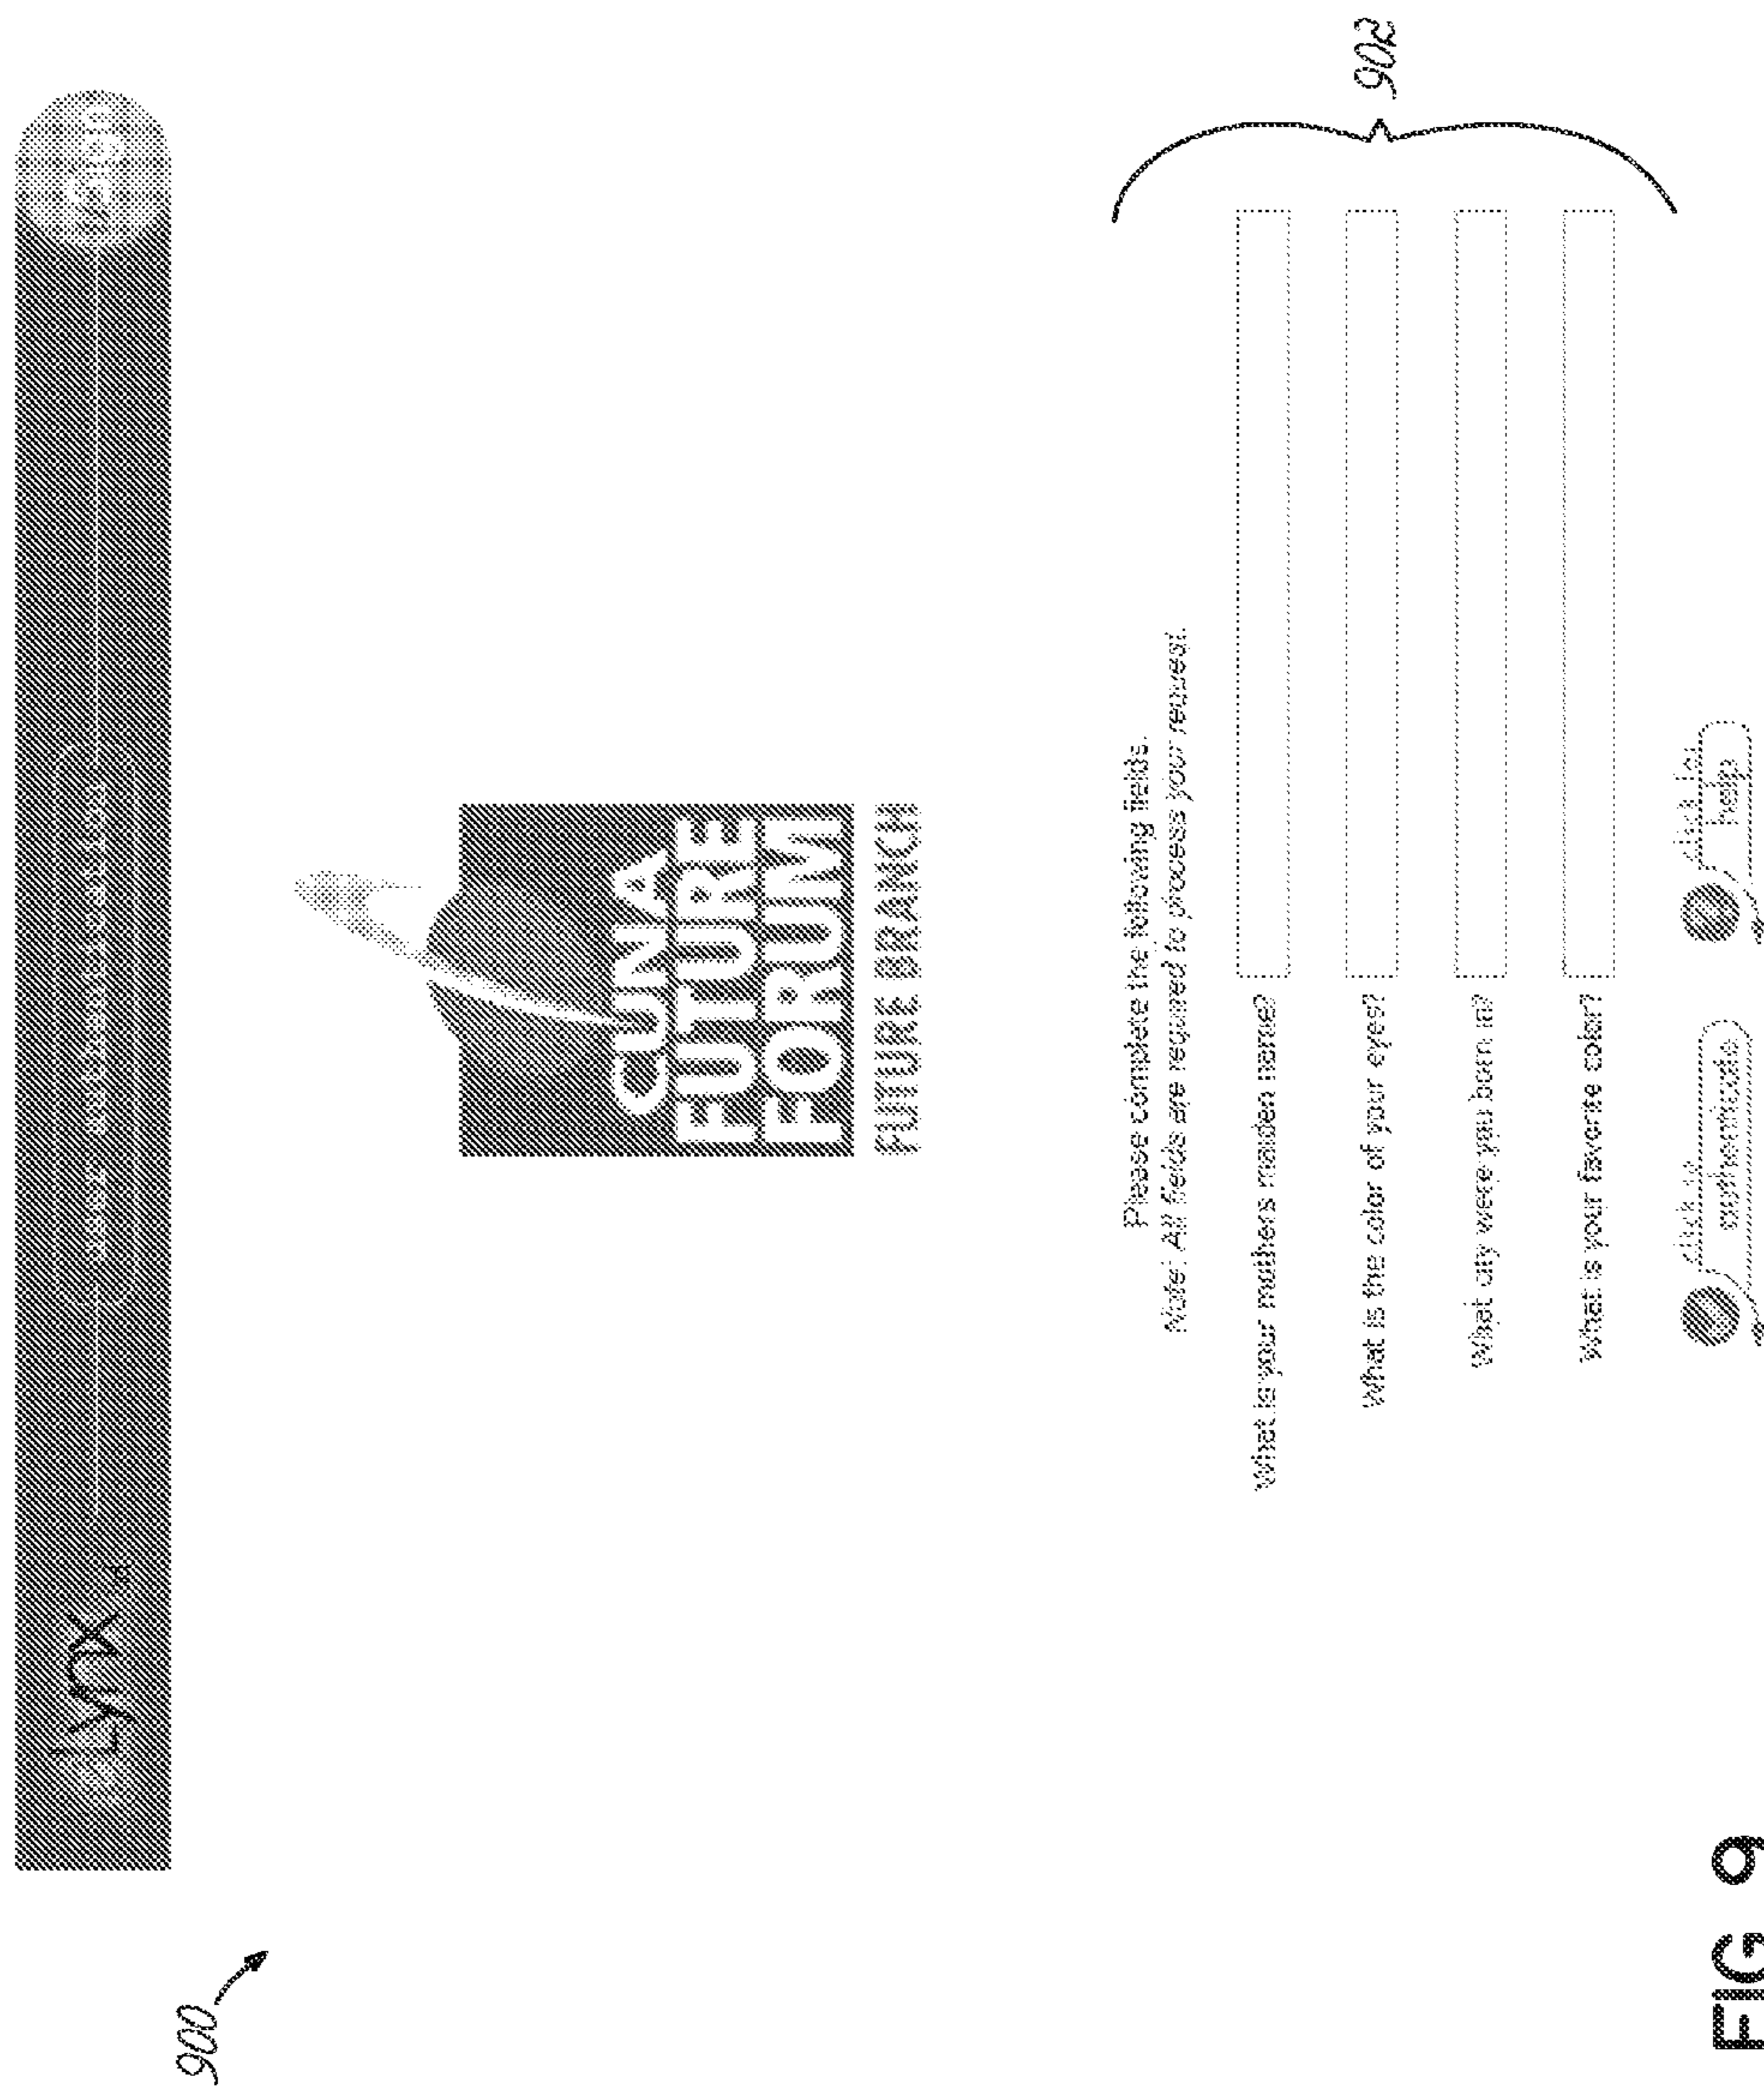 900
Lynx
CUNA
FUTURE
FORUM
FUTURE BRANCH
Please complete the following fields.
Note: All fields are required to process your request.
What is your mothers maiden name?
What is the color of your eyes?
What city were you born in?
What is your favorite color?
902
click to
authenticate
click for
help
FIG 9